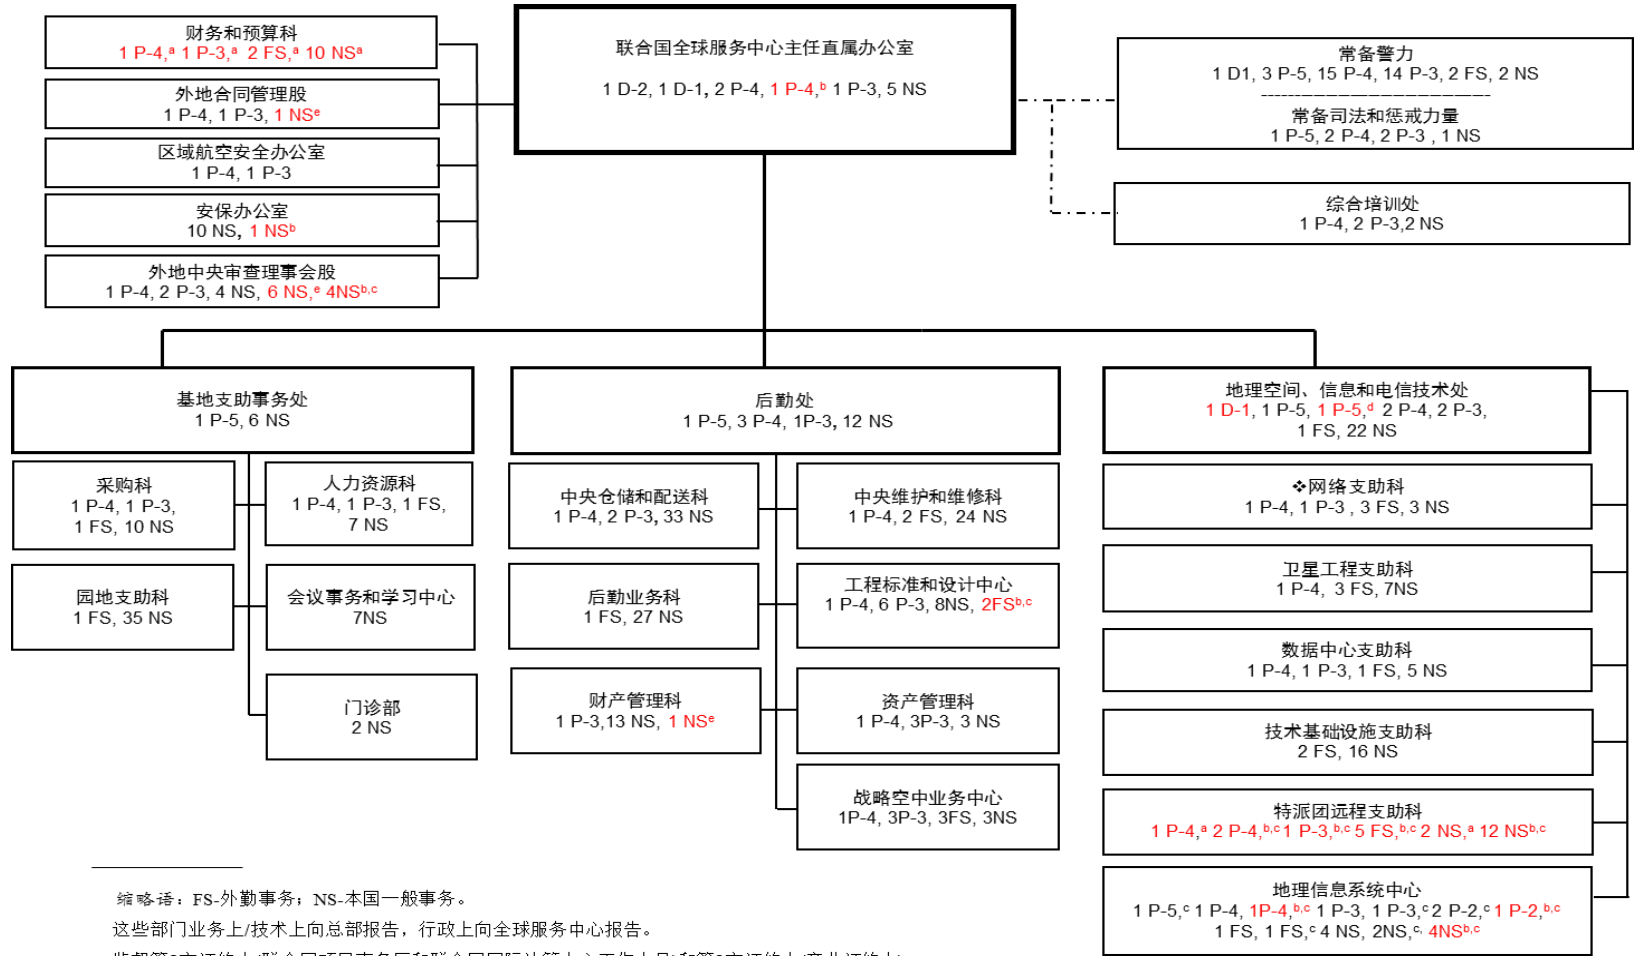 财务和预算科
1 P-4,ᵃ 1 P-3,ᵃ 2 FS,ᵃ 10 NSᵃ
外地合同管理股
1 P-4, 1 P-3, 1 NSᵉ
区域航空安全办公室
1 P-4, 1 P-3
安保办公室
10 NS, 1 NSᵇ
外地中央审查理事会股
1 P-4, 2 P-3, 4 NS, 6 NS,ᵉ 4NSᵇ,ᶜ
联合国全球服务中心主任直属办公室
1 D-2, 1 D-1, 2 P-4, 1 P-4,ᵇ 1 P-3, 5 NS
常备警力
1 D1, 3 P-5, 15 P-4, 14 P-3, 2 FS, 2 NS
常备司法和惩戒力量
1 P-5, 2 P-4, 2 P-3 , 1 NS
综合培训处
1 P-4, 2 P-3,2 NS
基地支助事务处
1 P-5, 6 NS
采购科
1 P-4, 1 P-3,
1 FS, 10 NS
人力资源科
1 P-4, 1 P-3, 1 FS,
7 NS
园地支助科
1 FS, 35 NS
会议事务和学习中心
7NS
门诊部
2 NS
后勤处
1 P-5, 3 P-4, 1P-3, 12 NS
中央仓储和配送科
1 P-4, 2 P-3, 33 NS
中央维护和维修科
1 P-4, 2 FS, 24 NS
后勤业务科
1 FS, 27 NS
工程标准和设计中心
1 P-4, 6 P-3, 8NS, 2FSᵇ,ᶜ
财产管理科
1 P-3,13 NS, 1 NSᵉ
资产管理科
1 P-4, 3P-3, 3 NS
战略空中业务中心
1P-4, 3P-3, 3FS, 3NS
地理空间、信息和电信技术处
1 D-1, 1 P-5, 1 P-5,ᵈ 2 P-4, 2 P-3,
1 FS, 22 NS
❖网络支助科
1 P-4, 1 P-3 , 3 FS, 3 NS
卫星工程支助科
1 P-4, 3 FS, 7NS
数据中心支助科
1 P-4, 1 P-3, 1 FS, 5 NS
技术基础设施支助科
2 FS, 16 NS
特派团远程支助科
1 P-4,ᵃ 2 P-4,ᵇ,ᶜ 1 P-3,ᵇ,ᶜ 5 FS,ᵇ,ᶜ 2 NS,ᵃ 12 NSᵇ,ᶜ
地理信息系统中心
1 P-5,ᶜ 1 P-4, 1P-4,ᵇ,ᶜ 1 P-3, 1 P-3,ᶜ 2 P-2,ᶜ 1 P-2,ᵇ,ᶜ
1 FS, 1 FS,ᶜ 4 NS, 2NS,ᶜ, 4NSᵇ,ᶜ
缩略语：FS-外勤事务；NS-本国一般事务。
这些部门业务上/技术上向总部报告，行政上向全球服务中心报告。